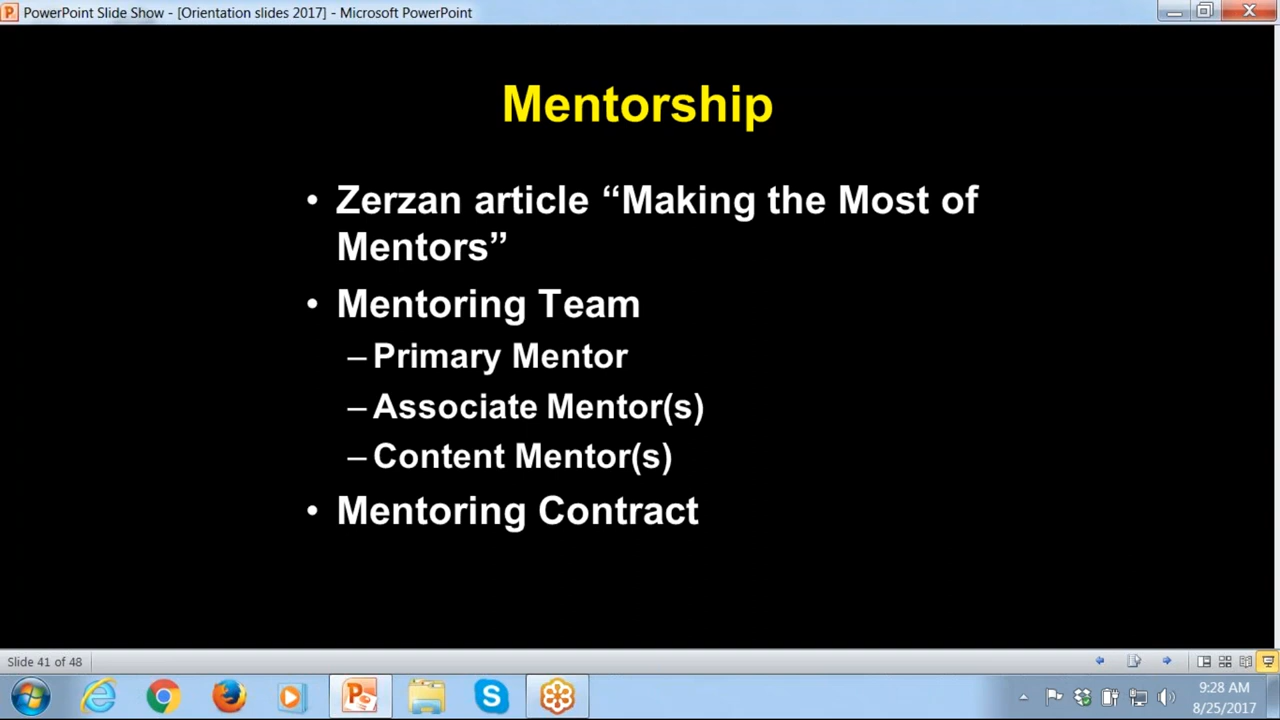 PowerPoint Slide Show - [Orientation slides 2017] - Microsoft PowerPoint
Mentorship
• Zerzan article “Making the Most of
Mentors”
• Mentoring Team
– Primary Mentor
– Associate Mentor(s)
– Content Mentor(s)
• Mentoring Contract
Slide 41 of 48
9:28 AM
8/25/2017